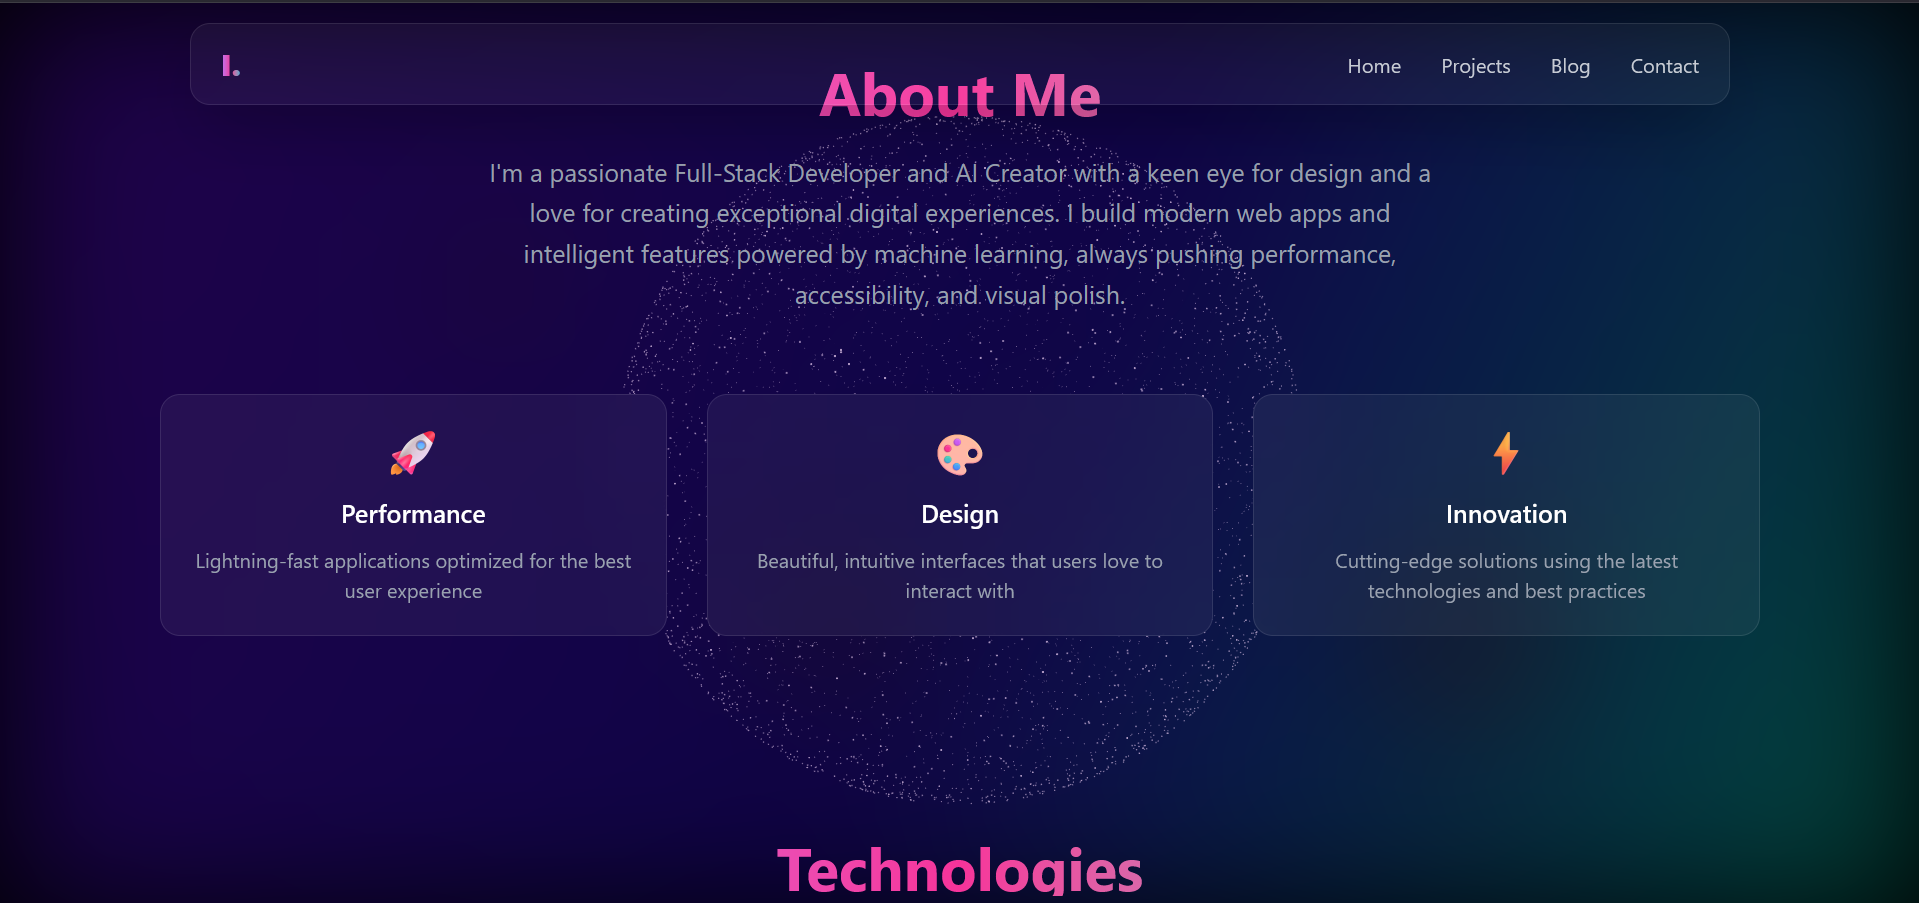 I.
Home
Projects
Blog
Contact
About Me
I'm a passionate Full-Stack Developer and AI Creator with a keen eye for design and a
love for creating exceptional digital experiences. I build modern web apps and
intelligent features powered by machine learning, always pushing performance,
accessibility, and visual polish.
Performance
Lightning-fast applications optimized for the best
user experience
Design
Beautiful, intuitive interfaces that users love to
interact with
Innovation
Cutting-edge solutions using the latest
technologies and best practices
Technologies